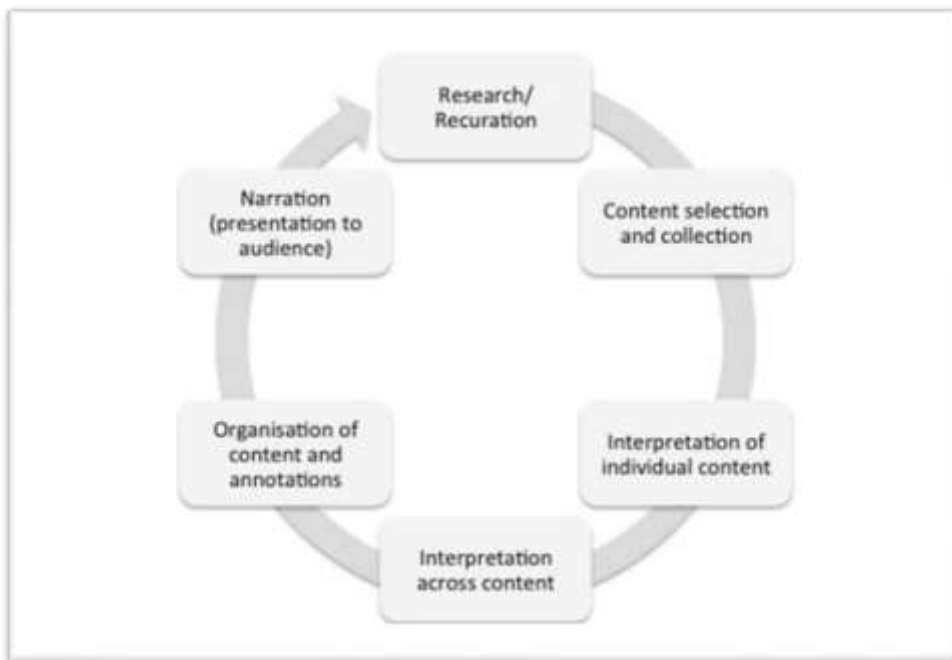 Research/
Recuration
Content selection
and collection
Interpretation of
individual content
Interpretation
across content
Organisation of
content and
annotations
Narration
(presentation to
audience)